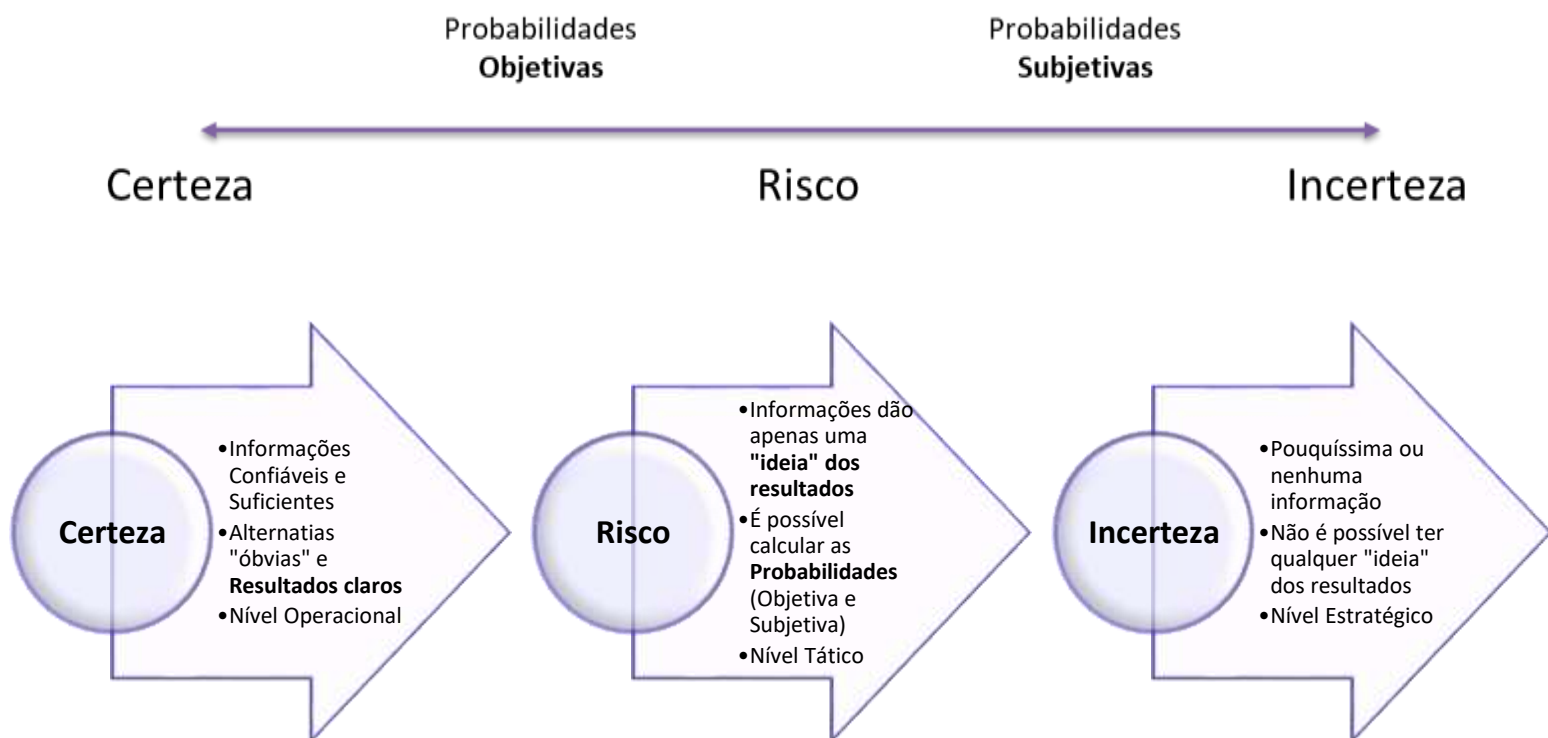 Probabilidades
Objetivas
Probabilidades
Subjetivas
Certeza
Risco
Incerteza
Certeza
•Informações
Confiáveis e
Suficientes
•Alternatias
"óbvias" e
Resultados claros
•Nível Operacional
Risco
•Informações dão
apenas uma
"ideia" dos
resultados
•É possível
calcular as
Probabilidades
(Objetiva e
Subjetiva)
•Nível Tático
Incerteza
•Pouquíssima ou
nenhuma
informação
•Não é possível ter
qualquer "ideia"
dos resultados
•Nível Estratégico